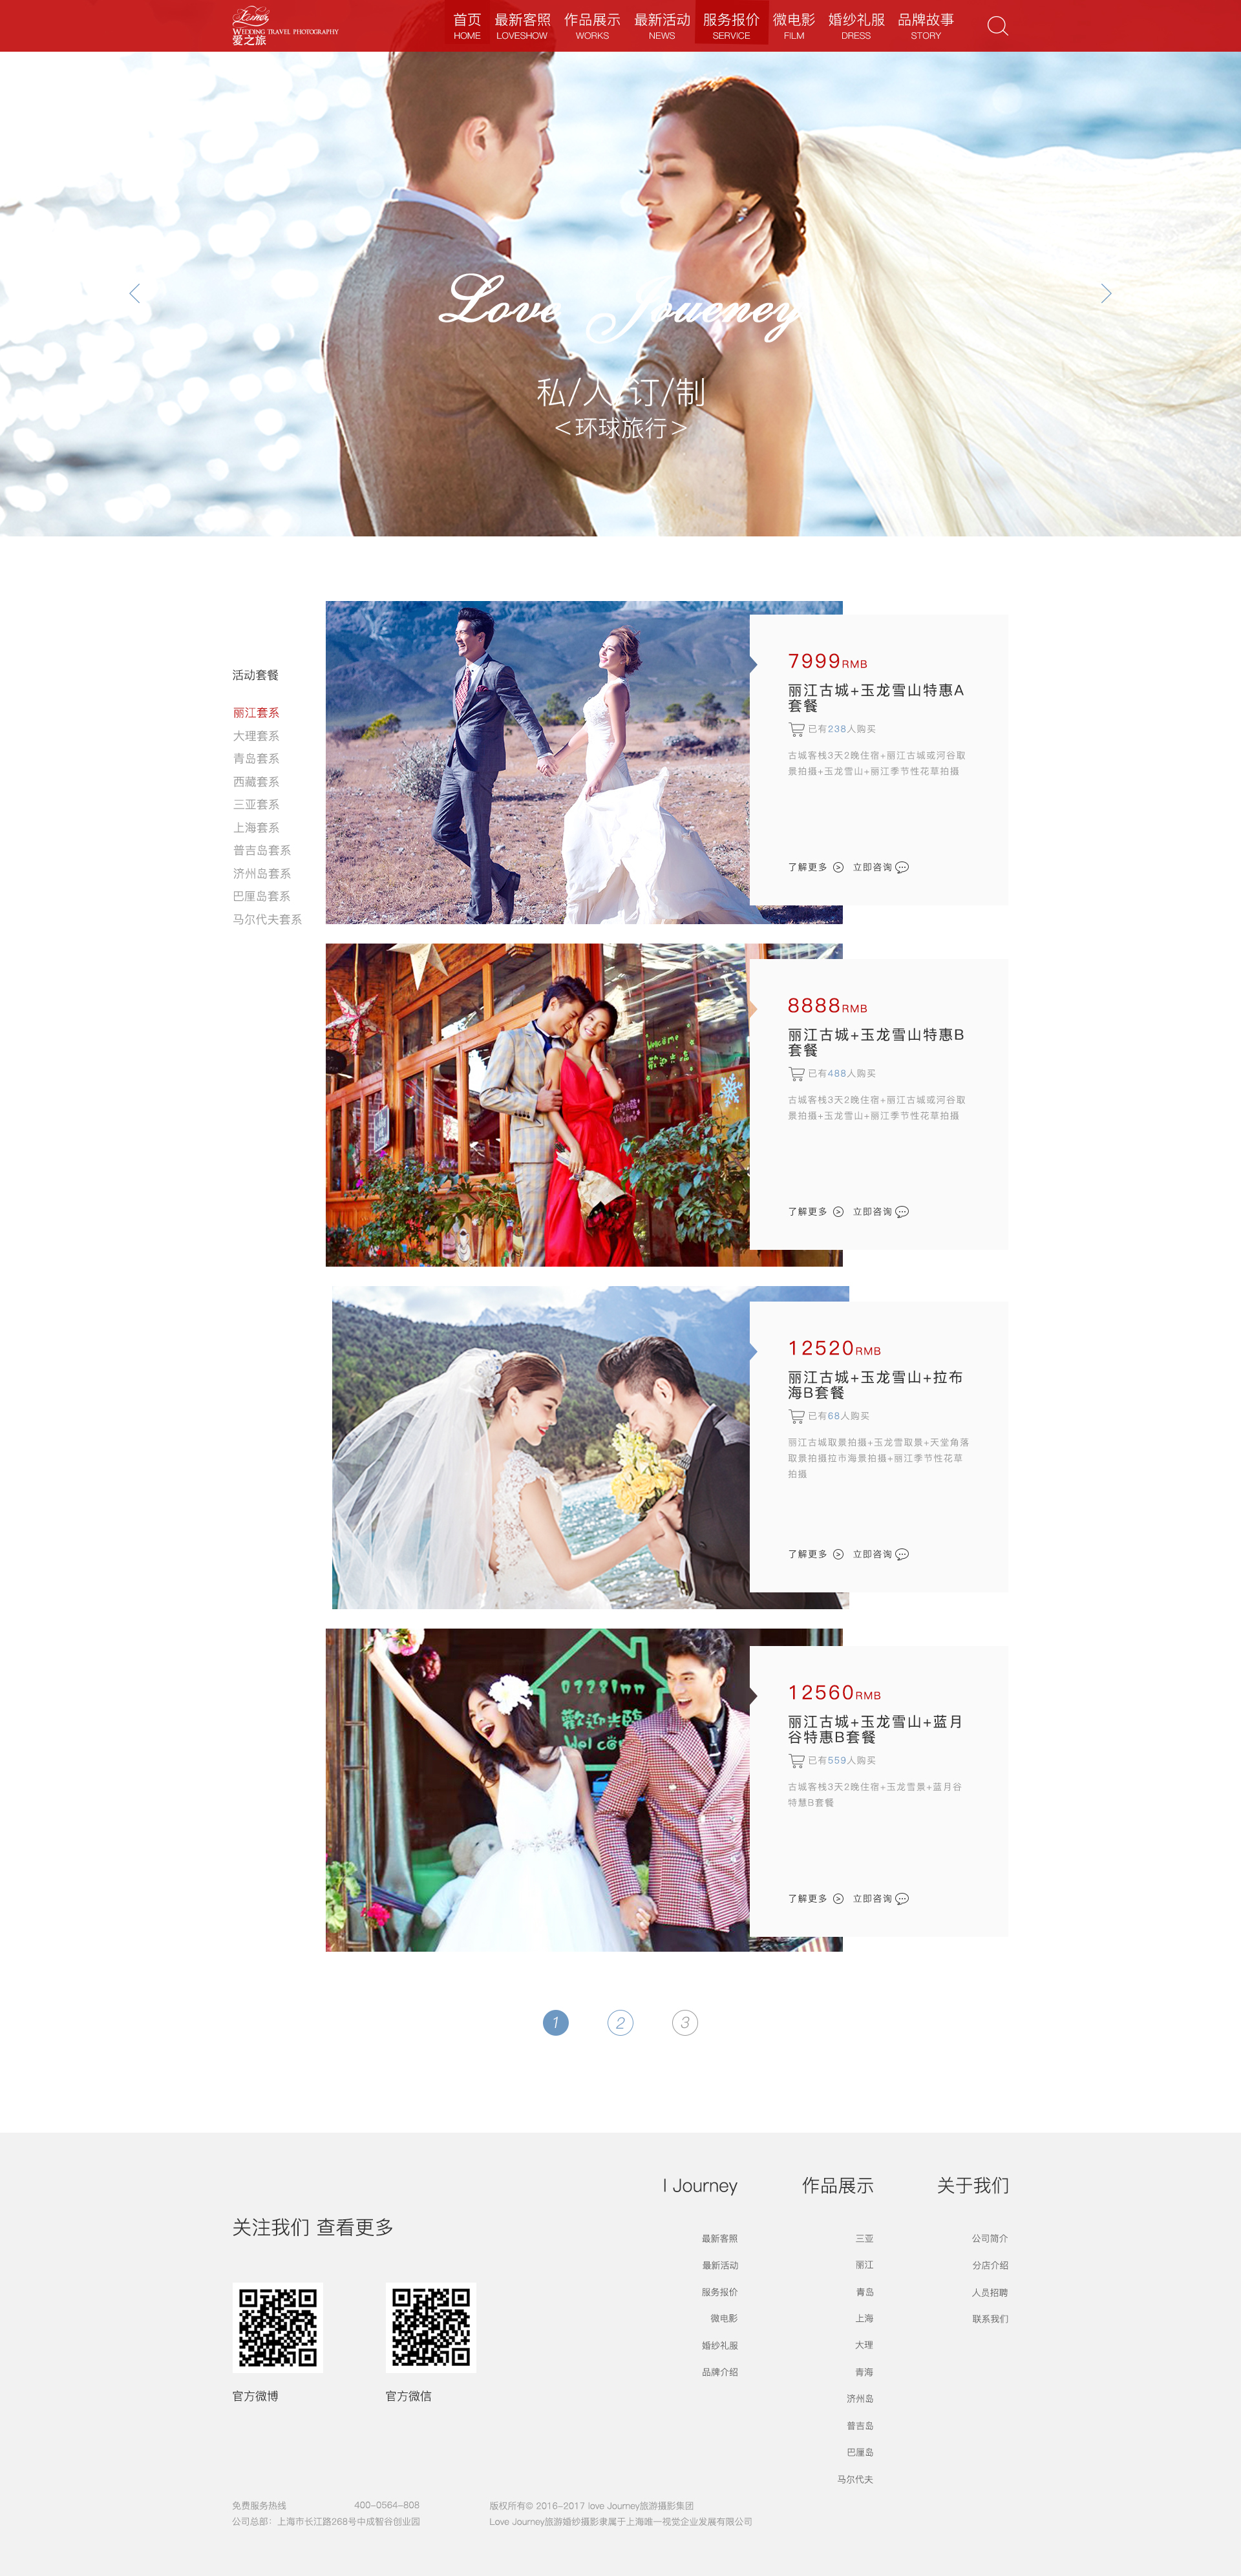 WEDDING TRAVEL PHOTOGRAPHY
爱之旅
首页 最新客照 作品展示 最新活动 服务报价 微电影 婚纱礼服 品牌故事
HOME LOVESHOW WORKS NEWS SERVICE FILM DRESS STORY
Love Joueney
私/人/订/制
<环球旅行>
活动套餐
丽江套系
大理套系
青岛套系
西藏套系
三亚套系
上海套系
普吉岛套系
济州岛套系
巴厘岛套系
马尔代夫套系
7999RMB
丽江古城+玉龙雪山特惠A
套餐
已有238人购买
古城客栈3天2晚住宿+丽江古城或河谷取
景拍摄+玉龙雪山+丽江季节性花草拍摄
了解更多 > 立即咨询
Welcome
歡迎光臨
8888RMB
丽江古城+玉龙雪山特惠B
套餐
已有488人购买
古城客栈3天2晚住宿+丽江古城或河谷取
景拍摄+玉龙雪山+丽江季节性花草拍摄
了解更多 > 立即咨询
12520RMB
丽江古城+玉龙雪山+拉布
海B套餐
已有68人购买
丽江古城取景拍摄+玉龙雪取景+天堂角落
取景拍摄拉市海景拍摄+丽江季节性花草
拍摄
了解更多 > 立即咨询
0328Inn
歡迎光臨
Welcome
12560RMB
丽江古城+玉龙雪山+蓝月
谷特惠B套餐
已有559人购买
古城客栈3天2晚住宿+玉龙雪景+蓝月谷
特慧B套餐
了解更多 > 立即咨询
1 2 3
关注我们 查看更多
官方微博
官方微信
I Journey
最新客照
最新活动
服务报价
微电影
婚纱礼服
品牌介绍
作品展示
三亚
丽江
青岛
上海
大理
青海
济州岛
普吉岛
巴厘岛
马尔代夫
关于我们
公司简介
分店介绍
人员招聘
联系我们
免费服务热线 400-0564-808
公司总部：上海市长江路268号中成智谷创业园
版权所有© 2016-2017 love Journey旅游摄影集团
Love Journey旅游婚纱摄影隶属于上海唯一视觉企业发展有限公司